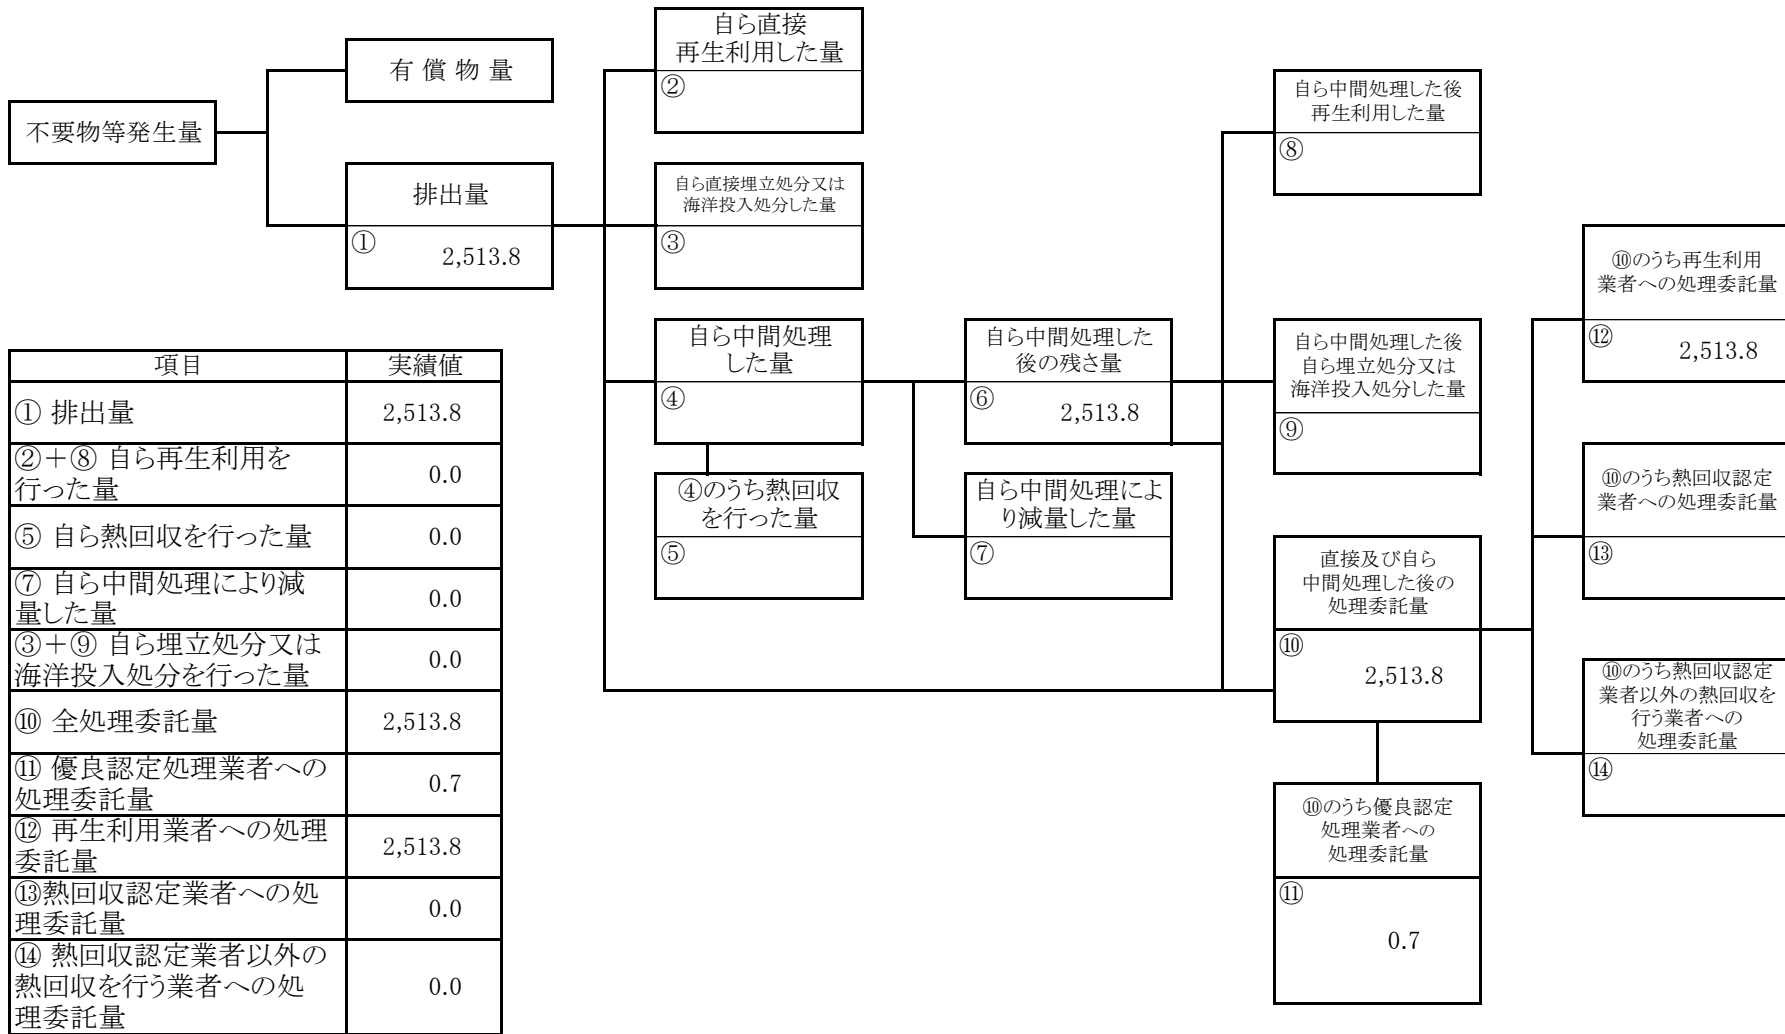 不要物等発生量
有 償 物 量
排出量
①
2,513.8
自ら直接
再生利用した量
②
自ら直接埋立処分又は
海洋投入処分した量
③
自ら中間処理
した量
④
④のうち熱回収
を行った量
⑤
自ら中間処理した
後の残さ量
⑥
2,513.8
自ら中間処理によ
り減量した量
⑦
自ら中間処理した後
再生利用した量
⑧
自ら中間処理した後
自ら埋立処分又は
海洋投入処分した量
⑨
直接及び自ら
中間処理した後の
処理委託量
⑩
2,513.8
⑩のうち優良認定
処理業者への
処理委託量
⑪
0.7
⑩のうち再生利用
業者への処理委託量
⑫
2,513.8
⑩のうち熱回収認定
業者への処理委託量
⑬
⑩のうち熱回収認定
業者以外の熱回収を
行う業者への
処理委託量
⑭
項目 実績値
① 排出量 2,513.8
②＋⑧ 自ら再生利用を
行った量 0.0
⑤ 自ら熱回収を行った量 0.0
⑦ 自ら中間処理により減
量した量 0.0
③＋⑨ 自ら埋立処分又は
海洋投入処分を行った量 0.0
⑩ 全処理委託量 2,513.8
⑪ 優良認定処理業者への
処理委託量 0.7
⑫ 再生利用業者への処理
委託量 2,513.8
⑬熱回収認定業者への処
理委託量 0.0
⑭ 熱回収認定業者以外の
熱回収を行う業者への処
理委託量 0.0